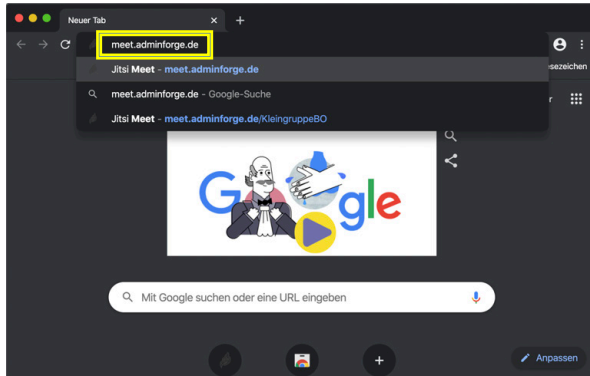 Neuer Tab
meet.adminforge.de
Jitsi Meet - meet.adminforge.de
esezeichen
meet.adminforge.de - Google-Suche
r
Jitsi Meet - meet.adminforge.de/KleingruppeBO
G gle
Mit Google suchen oder eine URL eingeben
Anpassen